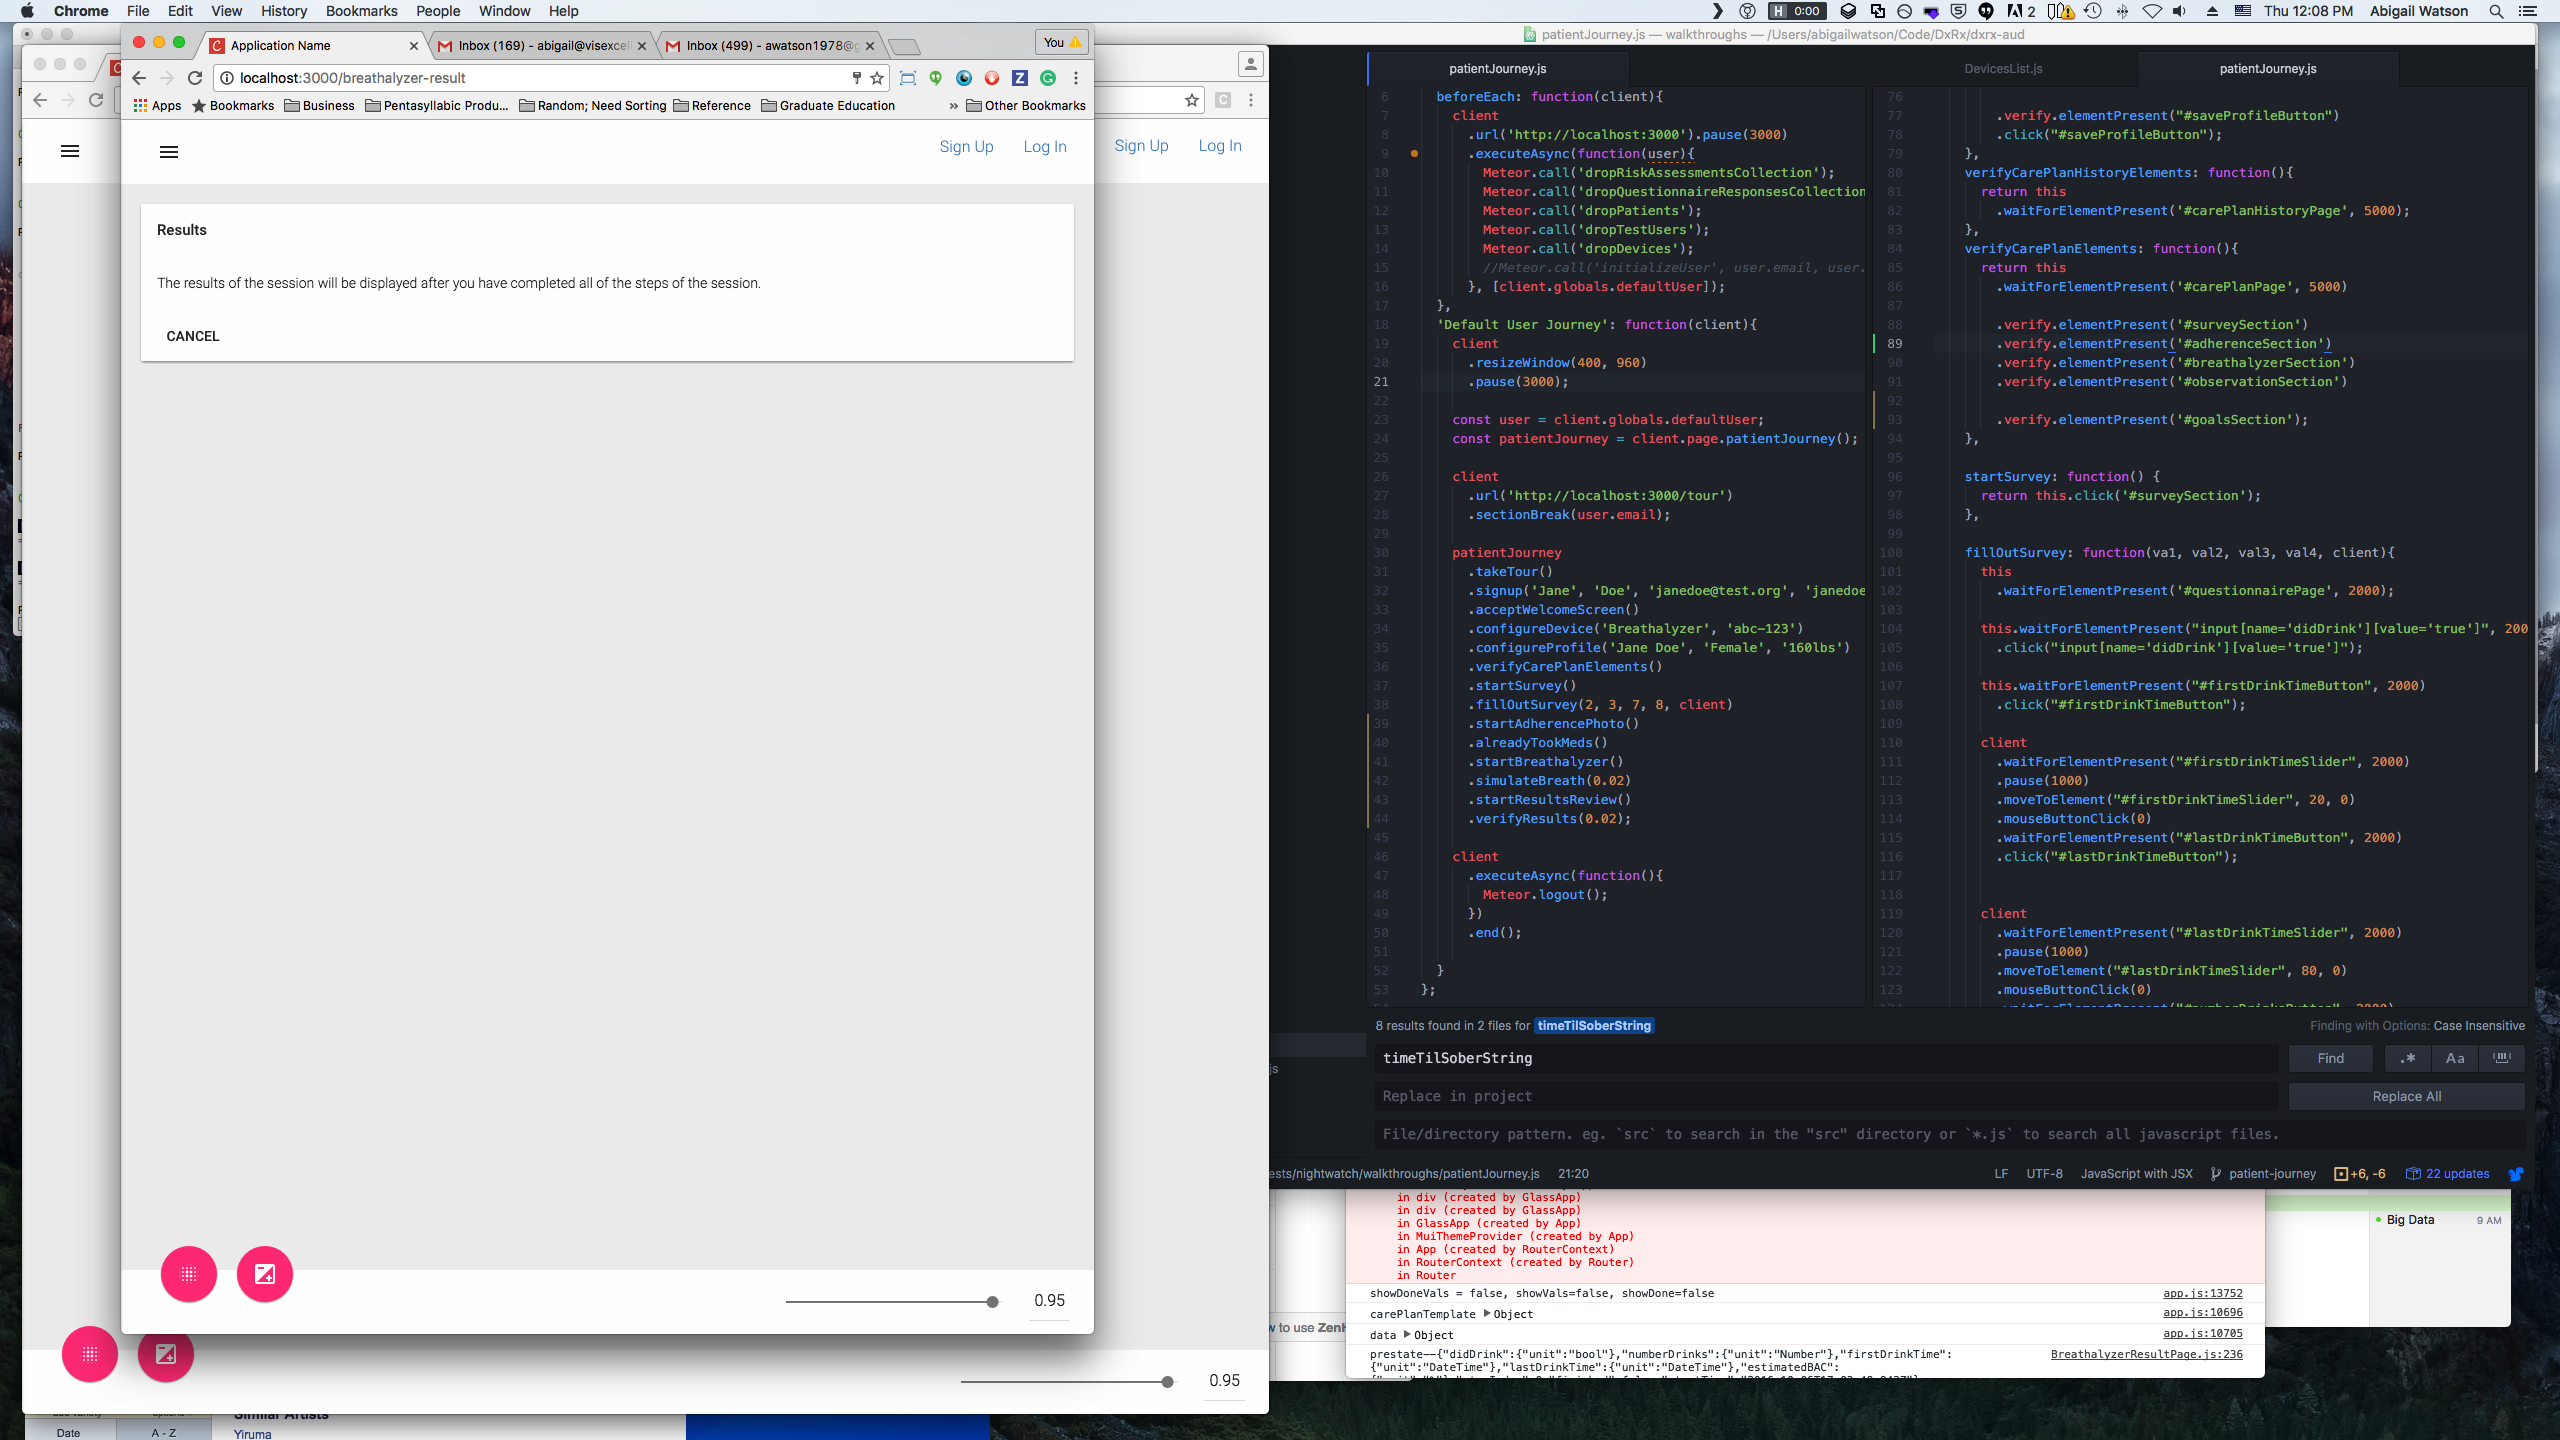 Chrome File Edit View History Bookmarks People Window Help
H 0:00
2
Thu 12:08 PM Abigail Watson
Application Name
Inbox (169) - abigail@visexcel
Inbox (499) - awatson1978@g
You
localhost:3000/breathalyzer-result
Apps Bookmarks Business Pentasyllabic Produ... Random; Need Sorting Reference Graduate Education » Other Bookmarks
Sign Up Log In
Sign Up Log In
Results
The results of the session will be displayed after you have completed all of the steps of the session.
CANCEL
0.95
0.95
Similar Artists
Date A - Z
Yiruma
patientJourney.js — walkthroughs — /Users/abigailwatson/Code/DxRx/dxrx-aud
patientJourney.js
6 beforeEach: function(client){
7 client
8 .url('http://localhost:3000').pause(3000)
9 .executeAsync(function(user){
10 Meteor.call('dropRiskAssessmentsCollection');
11 Meteor.call('dropQuestionnaireResponsesCollection
12 Meteor.call('dropPatients');
13 Meteor.call('dropTestUsers');
14 Meteor.call('dropDevices');
15 //Meteor.call('initializeUser', user.email, user.
16 }, [client.globals.defaultUser]);
17 },
18 'Default User Journey': function(client){
19 client
20 .resizeWindow(400, 960)
21 .pause(3000);
22
23 const user = client.globals.defaultUser;
24 const patientJourney = client.page.patientJourney();
25
26 client
27 .url('http://localhost:3000/tour')
28 .sectionBreak(user.email);
29
30 patientJourney
31 .takeTour()
32 .signup('Jane', 'Doe', 'janedoe@test.org', 'janedoe
33 .acceptWelcomeScreen()
34 .configureDevice('Breathalyzer', 'abc-123')
35 .configureProfile('Jane Doe', 'Female', '160lbs')
36 .verifyCarePlanElements()
37 .startSurvey()
38 .fillOutSurvey(2, 3, 7, 8, client)
39 .startAdherencePhoto()
40 .alreadyTookMeds()
41 .startBreathalyzer()
42 .simulateBreath(0.02)
43 .startResultsReview()
44 .verifyResults(0.02);
45
46 client
47 .executeAsync(function(){
48 Meteor.logout();
49 })
50 .end();
51
52 }
53 };
DevicesList.js
patientJourney.js
76
77 .verify.elementPresent("#saveProfileButton")
78 .click("#saveProfileButton");
79 },
80 verifyCarePlanHistoryElements: function(){
81 return this
82 .waitForElementPresent('#carePlanHistoryPage', 5000);
83 },
84 verifyCarePlanElements: function(){
85 return this
86 .waitForElementPresent('#carePlanPage', 5000)
87
88 .verify.elementPresent('#surveySection')
89 .verify.elementPresent('#adherenceSection')
90 .verify.elementPresent('#breathalyzerSection')
91 .verify.elementPresent('#observationSection')
92
93 .verify.elementPresent('#goalsSection');
94 },
95
96 startSurvey: function() {
97 return this.click('#surveySection');
98 },
99
100 fillOutSurvey: function(va1, val2, val3, val4, client){
101 this
102 .waitForElementPresent('#questionnairePage', 2000);
103
104 this.waitForElementPresent("input[name='didDrink'][value='true']", 200
105 .click("input[name='didDrink'][value='true']");
106
107 this.waitForElementPresent("#firstDrinkTimeButton", 2000)
108 .click("#firstDrinkTimeButton");
109
110 client
111 .waitForElementPresent("#firstDrinkTimeSlider", 2000)
112 .pause(1000)
113 .moveToElement("#firstDrinkTimeSlider", 20, 0)
114 .mouseButtonClick(0)
115 .waitForElementPresent("#lastDrinkTimeButton", 2000)
116 .click("#lastDrinkTimeButton");
117
118
119 client
120 .waitForElementPresent("#lastDrinkTimeSlider", 2000)
121 .pause(1000)
122 .moveToElement("#lastDrinkTimeSlider", 80, 0)
123 .mouseButtonClick(0)
8 results found in 2 files for timeTilSoberString
Finding with Options: Case Insensitive
timeTilSoberString
Find .* Aa
Replace in project
Replace All
File/directory pattern. eg. `src` to search in the "src" directory or `*.js` to search all javascript files.
js
ests/nightwatch/walkthroughs/patientJourney.js 21:20
LF UTF-8 JavaScript with JSX patient-journey +6, -6 22 updates
in div (created by GlassApp)
in div (created by GlassApp)
in GlassApp (created by App)
in MuiThemeProvider (created by App)
in App (created by RouterContext)
in RouterContext (created by Router)
in Router
showDoneVals = false, showVals=false, showDone=false app.js:13752
carePlanTemplate ▶Object app.js:10696
data ▶Object app.js:10705
prestate--{"didDrink":{"unit":"bool"},"numberDrinks":{"unit":"Number"},"firstDrinkTime": BreathalyzerResultPage.js:236
{"unit":"DateTime"},"lastDrinkTime":{"unit":"DateTime"},"estimatedBAC":
to use ZenH
Big Data 9 AM